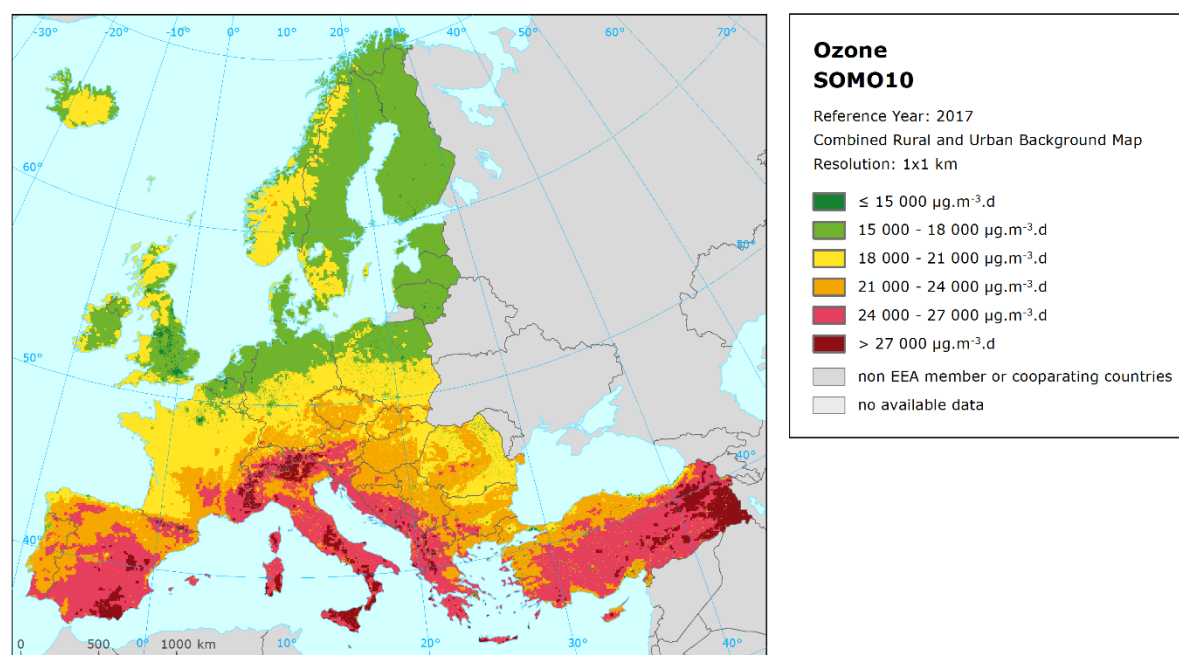 -30° -20° -10° 0° 10° 20° 30° 40° 50° 60° 70°
60°
50°
40°
60°
50°
40°
0 500 0° 1000 km 10° 20° 30° 40°
Ozone
SOMO10
Reference Year: 2017
Combined Rural and Urban Background Map
Resolution: 1x1 km
≤ 15 000 µg.m-3.d
15 000 - 18 000 µg.m-3.d
18 000 - 21 000 µg.m-3.d
21 000 - 24 000 µg.m-3.d
24 000 - 27 000 µg.m-3.d
> 27 000 µg.m-3.d
non EEA member or cooparating countries
no available data